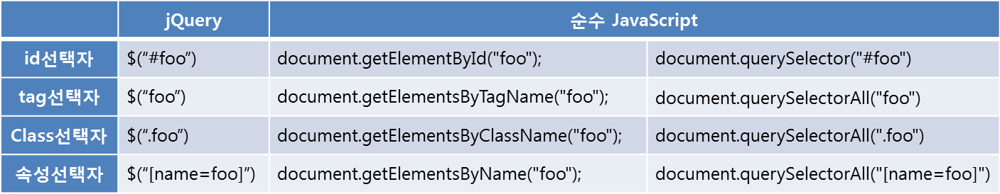 jQuery 순수 JavaScript
id선택자 $(“#foo”) document.getElementById("foo"); document.querySelector("#foo")
tag선택자 $(“foo”) document.getElementsByTagName("foo"); document.querySelectorAll("foo")
Class선택자 $(“.foo”) document.getElementsByClassName("foo"); document.querySelectorAll(".foo")
속성선택자 $(“[name=foo]”) document.getElementsByName("foo"); document.querySelectorAll("[name=foo]")